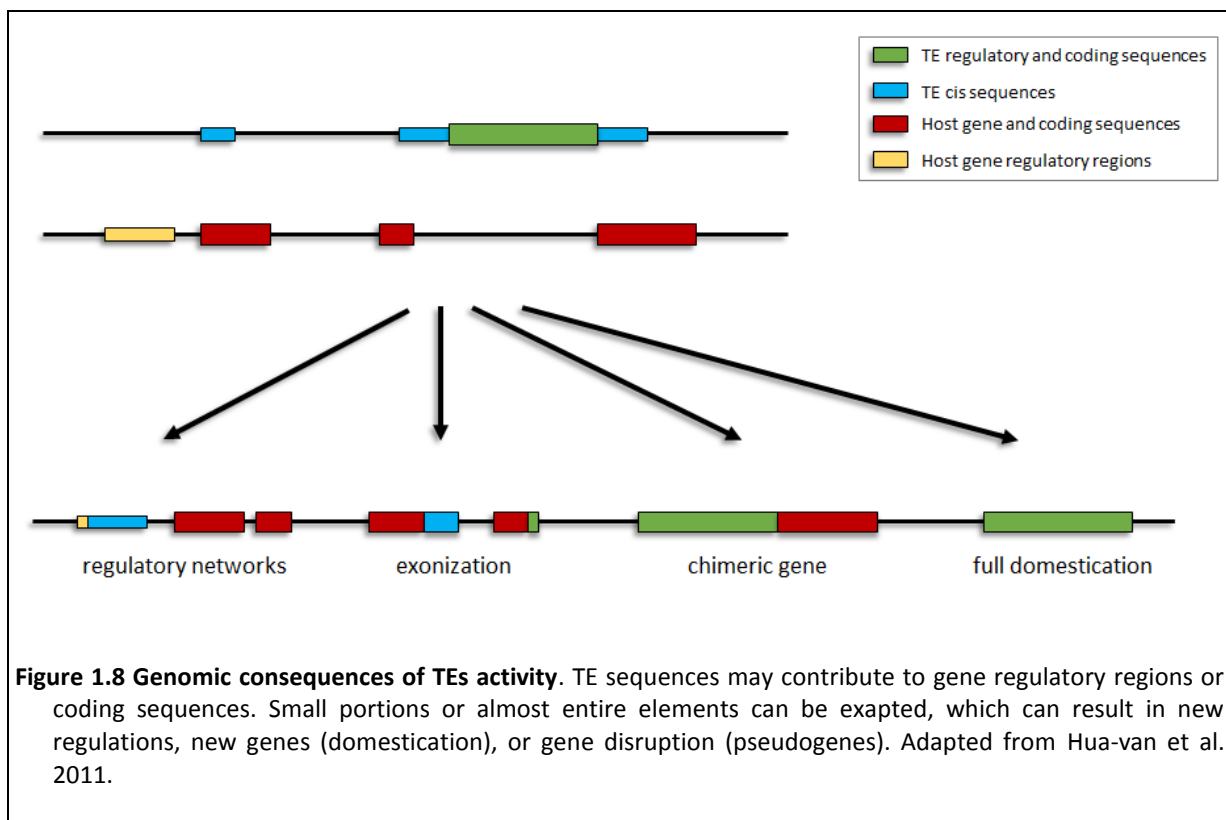 TE regulatory and coding sequences
TE cis sequences
Host gene and coding sequences
Host gene regulatory regions
regulatory networks
exonization
chimeric gene
full domestication
Figure 1.8 Genomic consequences of TEs activity. TE sequences may contribute to gene regulatory regions or
coding sequences. Small portions or almost entire elements can be exapted, which can result in new
regulations, new genes (domestication), or gene disruption (pseudogenes). Adapted from Hua-van et al.
2011.